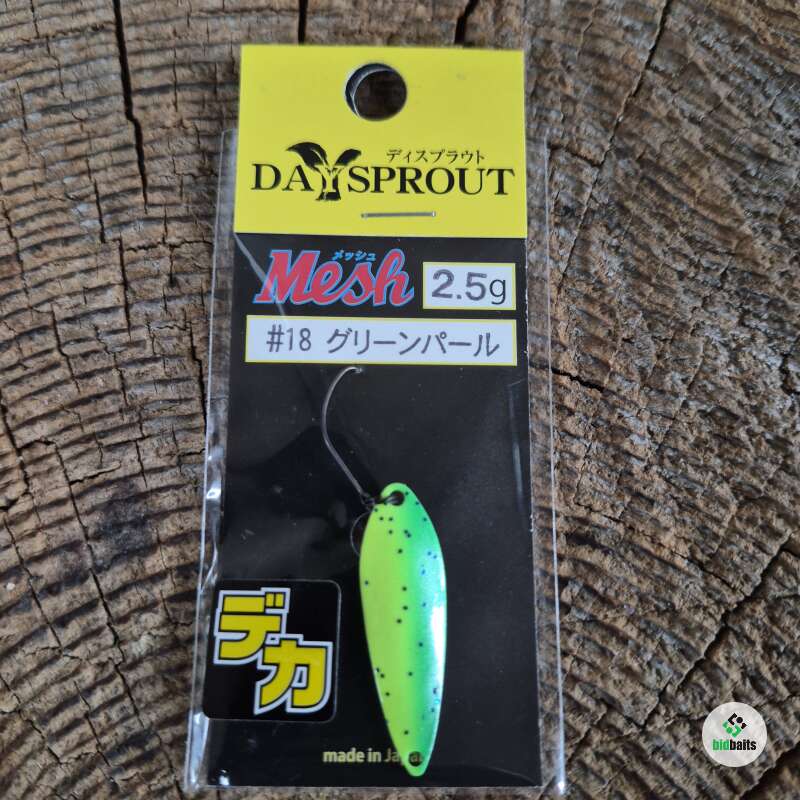 ディスプラウト
DAYSPROUT
メッシュ
Mesh 2.5g
#18 グリーンパール
デカ
made in Japan
bidbaits